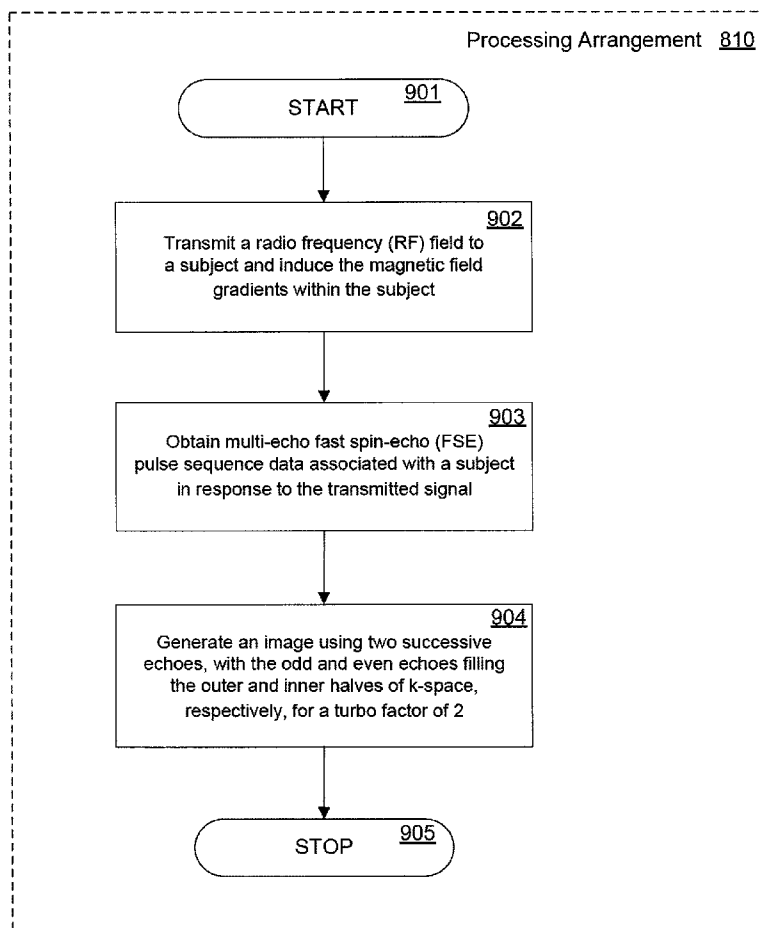 Processing Arrangement 810
START 901
902
Transmit a radio frequency (RF) field to
a subject and induce the magnetic field
gradients within the subject
903
Obtain multi-echo fast spin-echo (FSE)
pulse sequence data associated with a subject
in response to the transmitted signal
904
Generate an image using two successive
echoes, with the odd and even echoes filling
the outer and inner halves of k-space,
respectively, for a turbo factor of 2
STOP 905